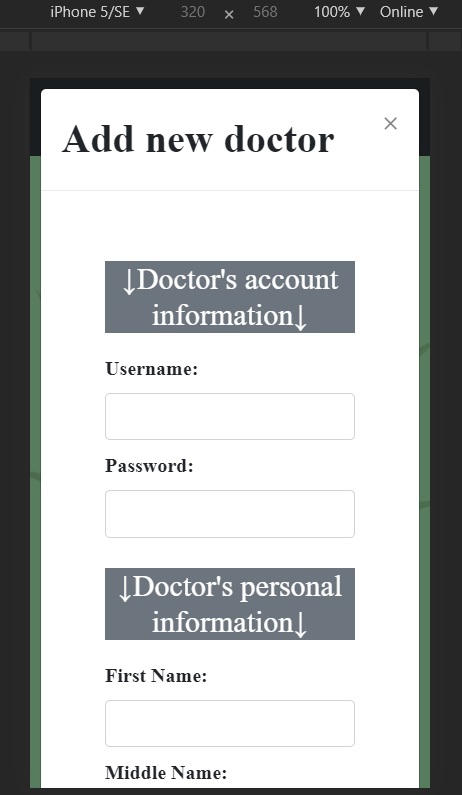 iPhone 5/SE ▼ 320 × 568 100% ▼ Online ▼
Add new doctor ×
↓Doctor's account
information↓
Username:
Password:
↓Doctor's personal
information↓
First Name:
Middle Name: